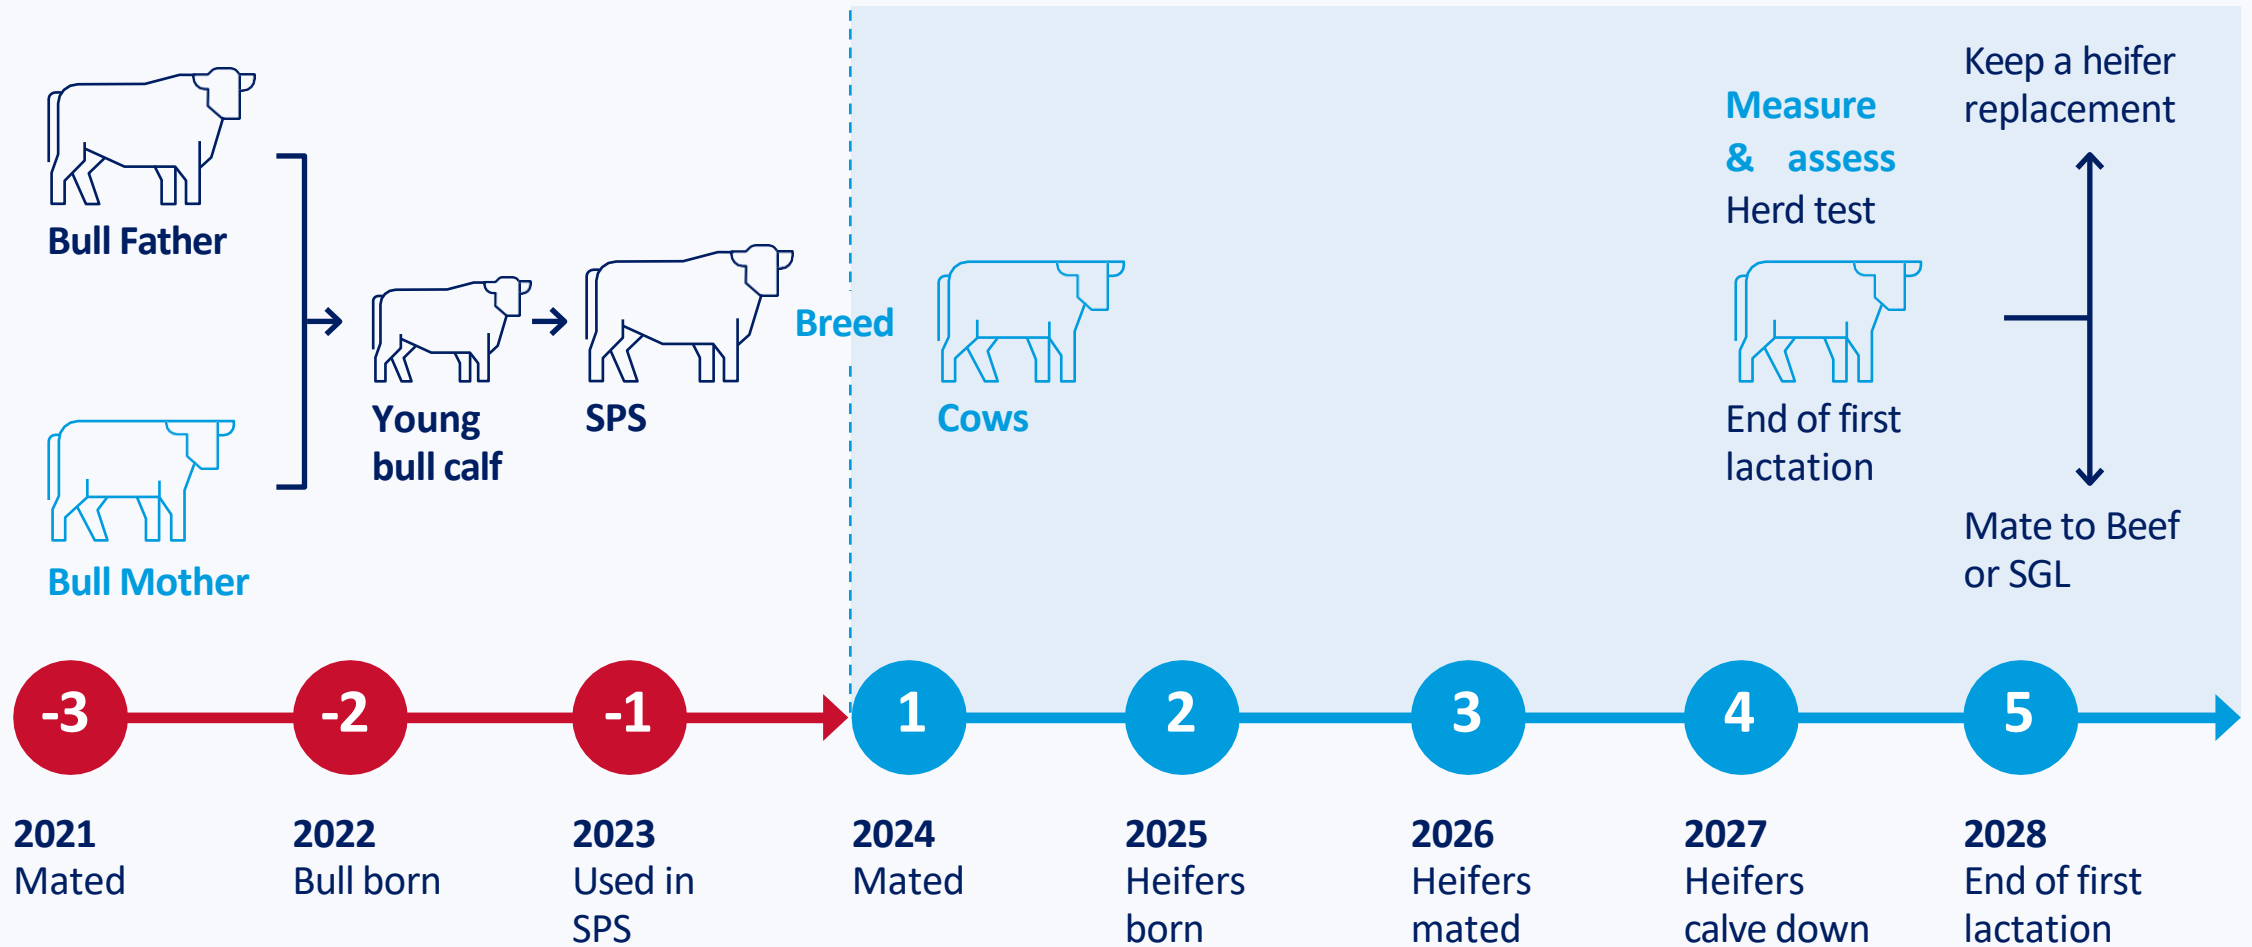 Bull Father
Bull Mother
Young
bull calf
SPS
Breed
Cows
Measure
& assess
Herd test
End of first
lactation
Keep a heifer
replacement
Mate to Beef
or SGL
-3
-2
-1
1
2
3
4
5
2021
Mated
2022
Bull born
2023
Used in
SPS
2024
Mated
2025
Heifers
born
2026
Heifers
mated
2027
Heifers
calve down
2028
End of first
lactation